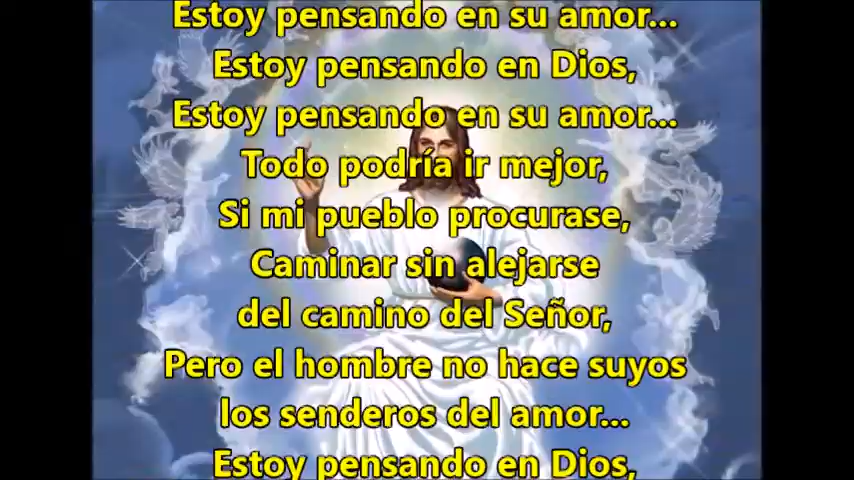 Estoy pensando en su amor...
Estoy pensando en Dios,
Estoy pensando en su amor...
Todo podría ir mejor,
Si mi pueblo procurase,
Caminar sin alejarse
del camino del Señor,
Pero el hombre no hace suyos
los senderos del amor...
Estoy pensando en Dios,